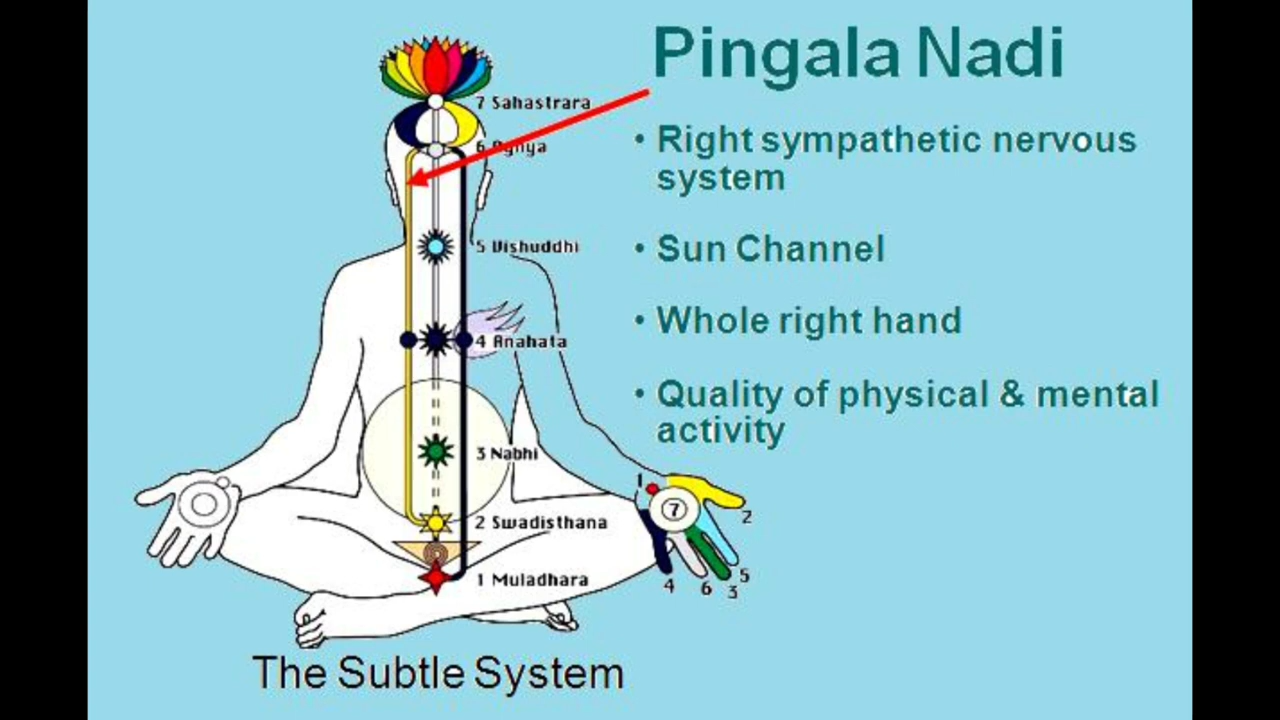 Pingala Nadi
• Right sympathetic nervous
system
• Sun Channel
• Whole right hand
• Quality of physical & mental
activity
7 Sahastrara
6 Agnya
5 Vishuddhi
4 Anahata
3 Nabhi
2 Swadisthana
1 Muladhara
1
7
2
5
4 6 3
The Subtle System